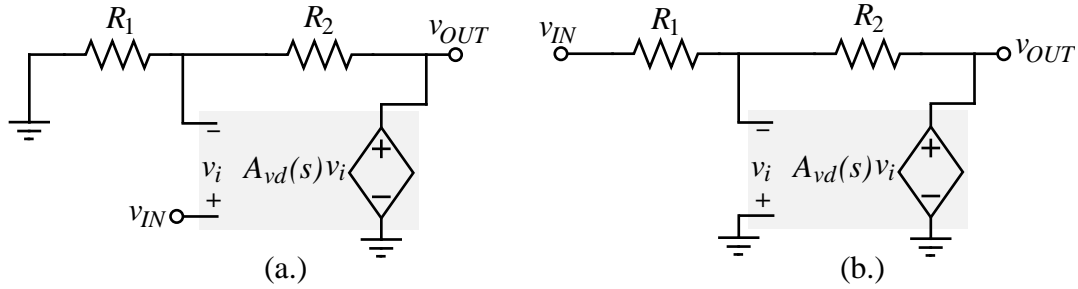 R1 R2 vOUT
− vi + Avd(s)vi + −
vIN
(a.)
vIN R1 R2 vOUT
− vi + Avd(s)vi + −
(b.)